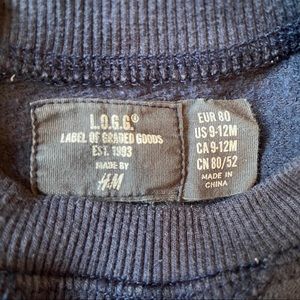 L.O.G.G.®
LABEL OF GRADED GOODS
EST. 1993
MADE BY
H&M
EUR 80
US 9-12M
CA 9-12M
CN 80/52
MADE IN
CHINA